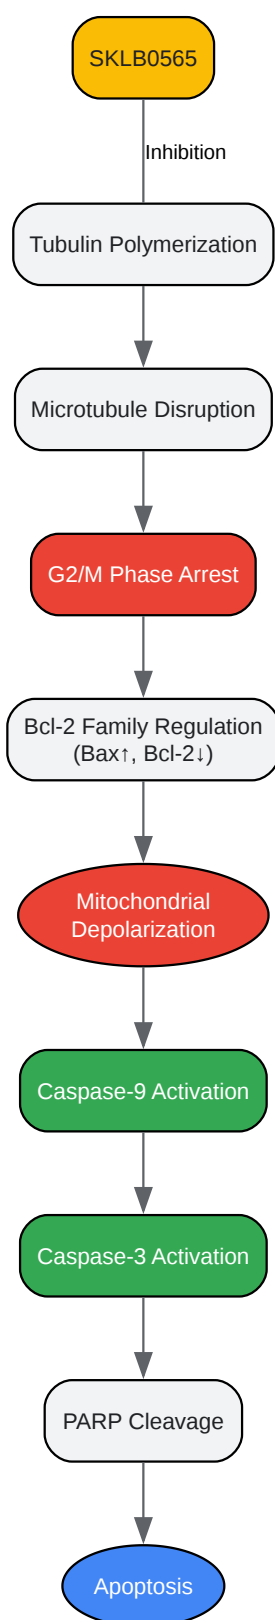 SKLB0565
Inhibition
Tubulin Polymerization
Microtubule Disruption
G2/M Phase Arrest
Bcl-2 Family Regulation
(Bax↑, Bcl-2↓)
Mitochondrial
Depolarization
Caspase-9 Activation
Caspase-3 Activation
PARP Cleavage
Apoptosis